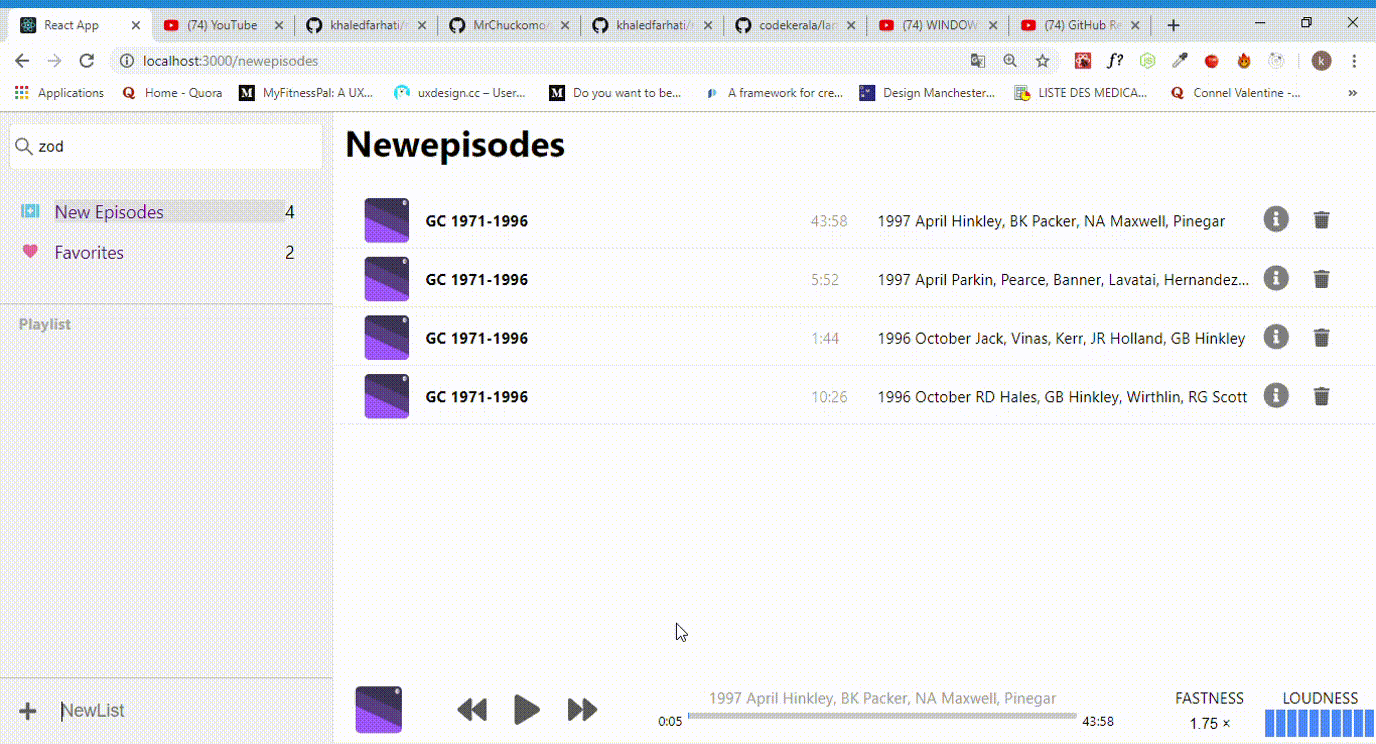 React App
(74) YouTube
khaledfarhati/
MrChuckomo/
khaledfarhati/
codekerala/lar
(74) WINDOW
(74) GitHub Re
localhost:3000/newepisodes
f?
k
Applications
Home - Quora
MyFitnessPal: A UX...
uxdesign.cc – User...
Do you want to be...
A framework for cre...
Design Manchester...
LISTE DES MEDICA...
Connel Valentine -...
»
zod
New Episodes 4
Favorites 2
Playlist
NewList
Newepisodes
GC 1971-1996 43:58 1997 April Hinkley, BK Packer, NA Maxwell, Pinegar
GC 1971-1996 5:52 1997 April Parkin, Pearce, Banner, Lavatai, Hernandez...
GC 1971-1996 1:44 1996 October Jack, Vinas, Kerr, JR Holland, GB Hinkley
GC 1971-1996 10:26 1996 October RD Hales, GB Hinkley, Wirthlin, RG Scott
1997 April Hinkley, BK Packer, NA Maxwell, Pinegar
0:05 43:58
FASTNESS
1.75 ×
LOUDNESS